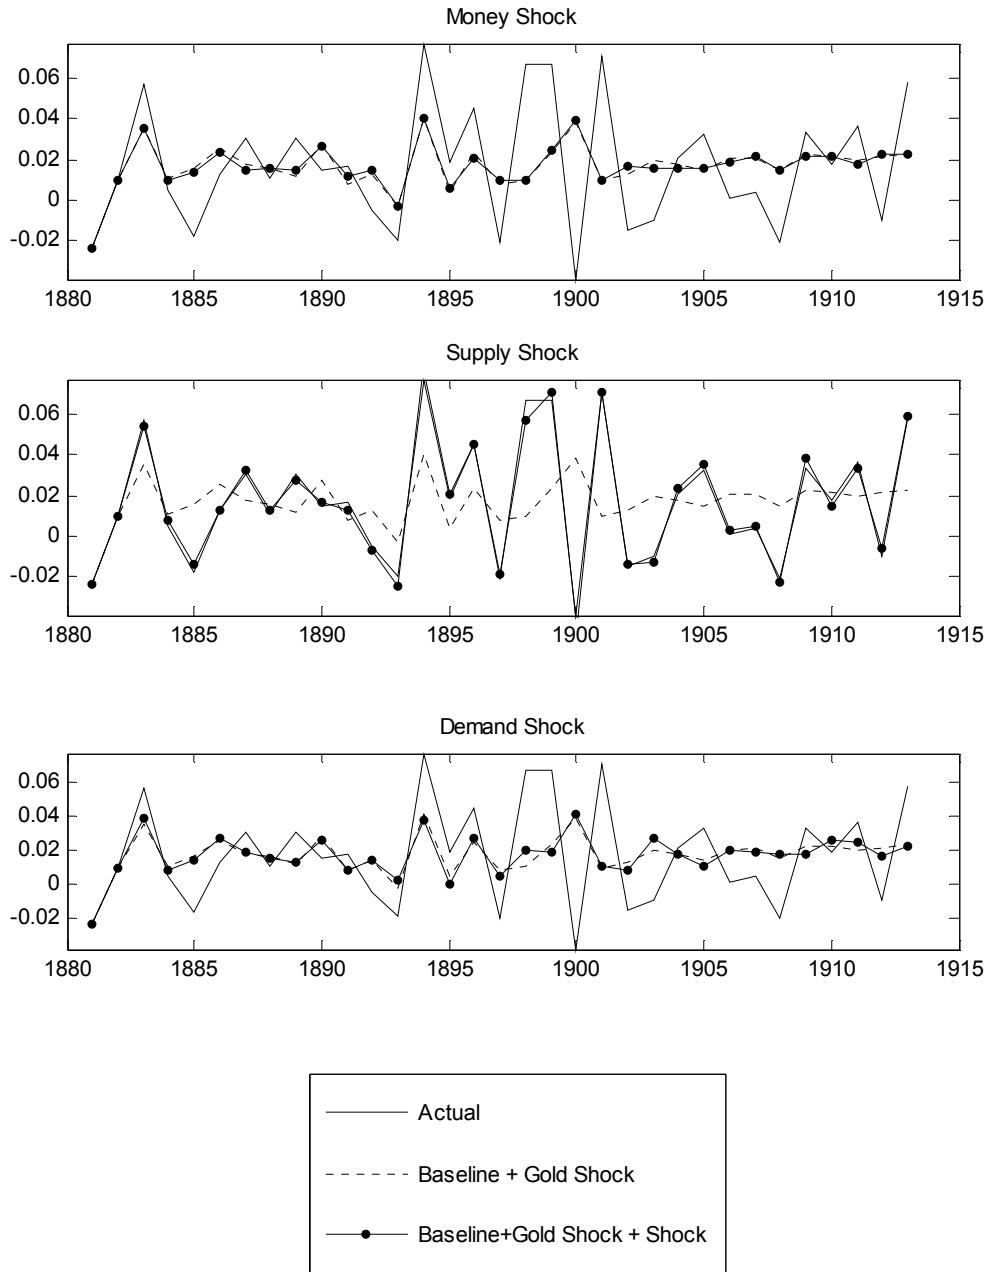 Money Shock
0.06
0.04
0.02
0
-0.02
1880 1885 1890 1895 1900 1905 1910 1915
Supply Shock
0.06
0.04
0.02
0
-0.02
1880 1885 1890 1895 1900 1905 1910 1915
Demand Shock
0.06
0.04
0.02
0
-0.02
1880 1885 1890 1895 1900 1905 1910 1915
Actual
Baseline + Gold Shock
Baseline+Gold Shock + Shock